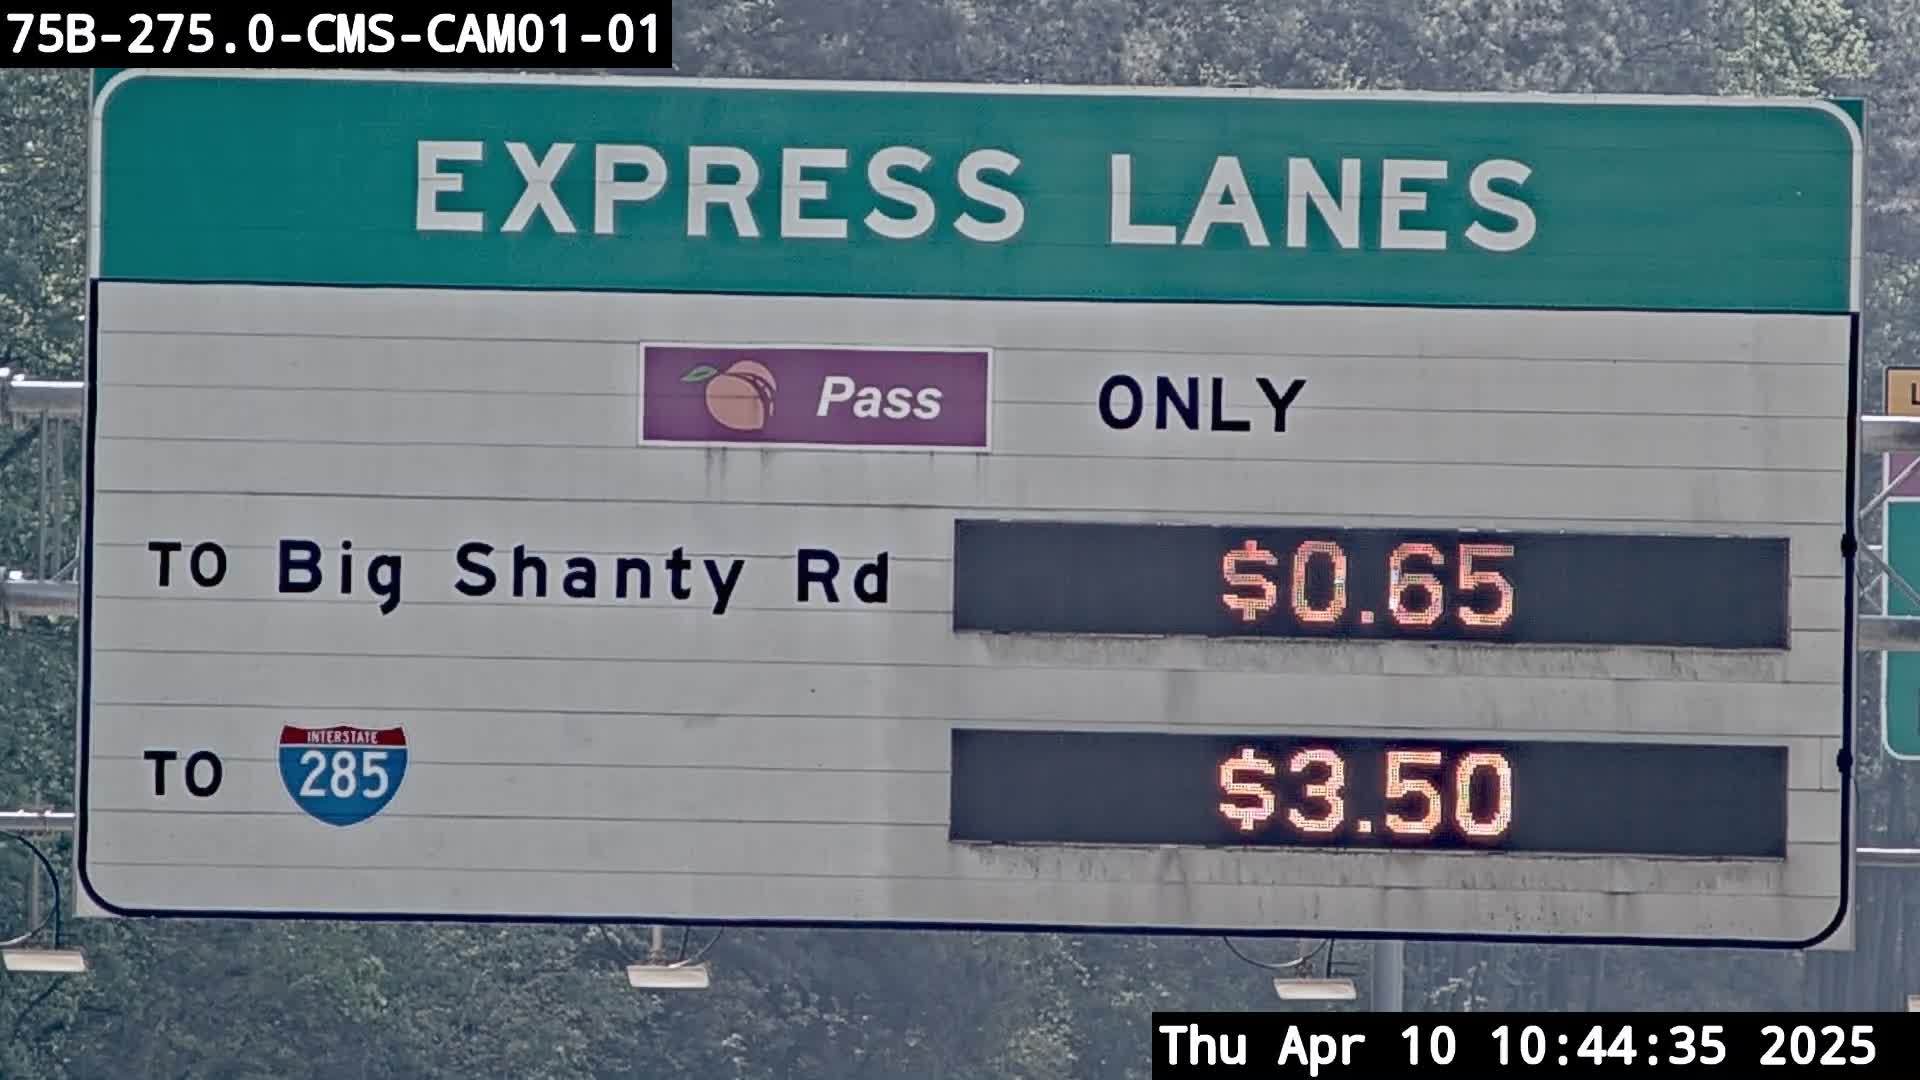 75B-275.0-CMS-CAM01-01
EXPRESS LANES
Pass ONLY
TO Big Shanty Rd $0.65
INTERSTATE
TO 285 $3.50
Thu Apr 10 10:44:35 2025